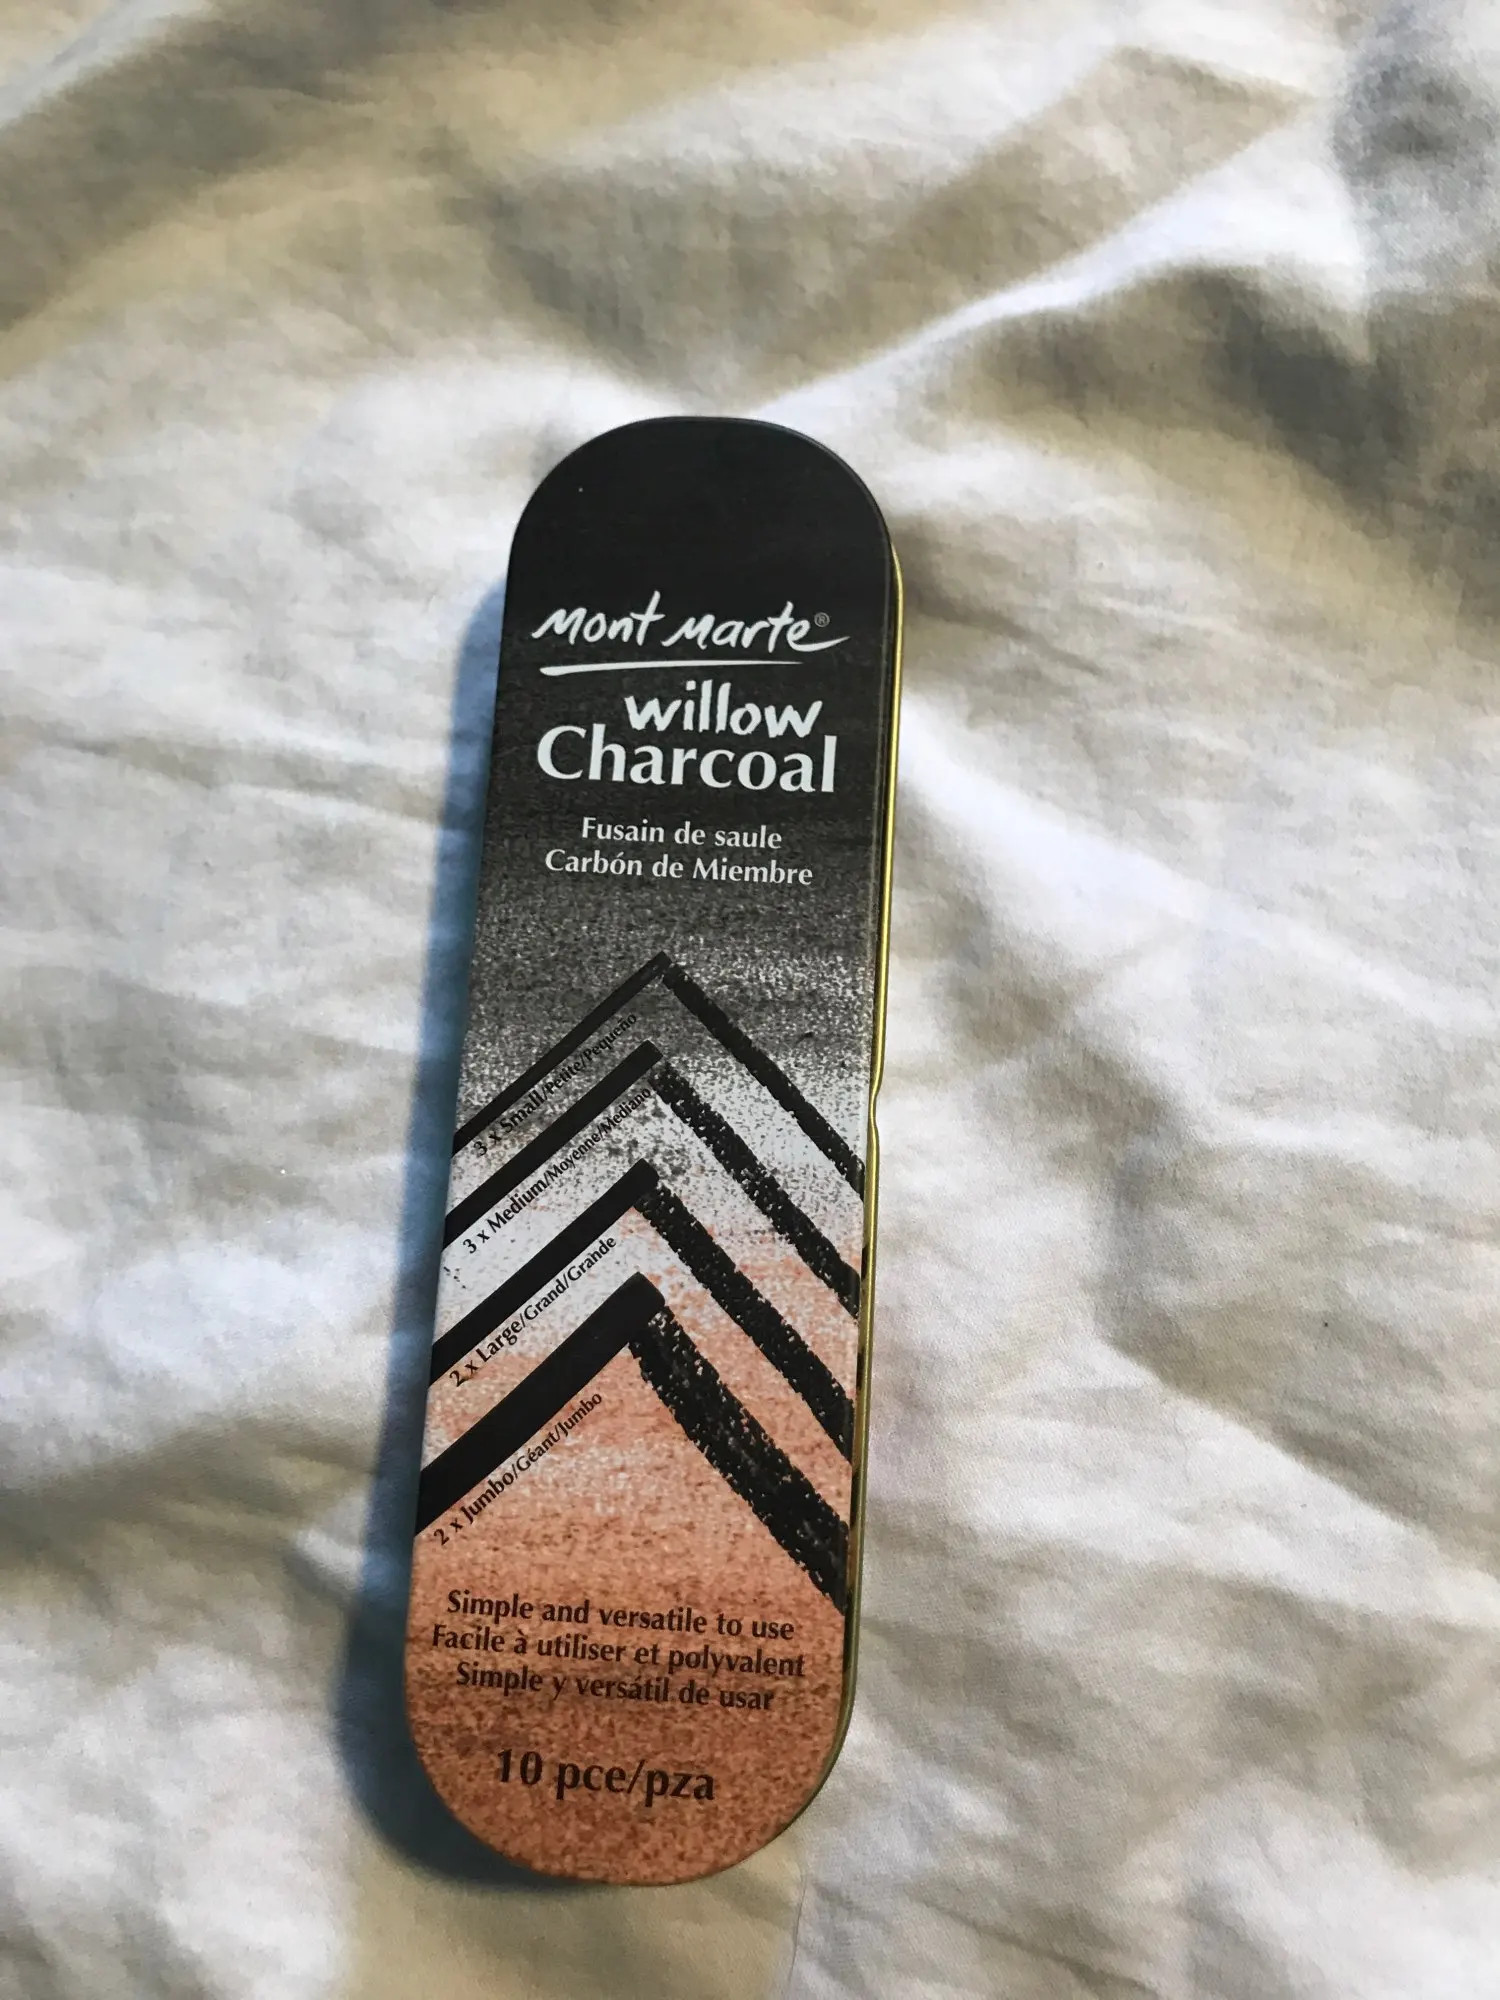 Mont Marte®
willow
Charcoal
Fusain de saule
Carbón de Miembre
3 x Small/Petite/Pequeño
3 x Medium/Moyenne/Mediano
2 x Large/Grand/Grande
2 x Jumbo/Géant/Jumbo
Simple and versatile to use
Facile à utiliser et polyvalent
Simple y versátil de usar
10 pce/pza